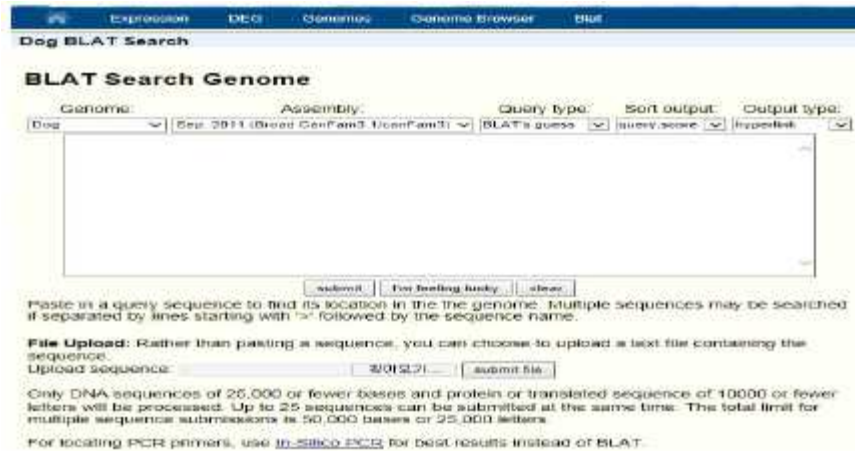 Expression DEG Genomes Genome Browser Blat
Dog BLAT Search
BLAT Search Genome
Genome: Assembly: Query type: Sort output: Output type:
Dog Sep. 2011 (Broad CanFam3.1/canFam3) BLAT's guess query,score hyperlink
submit I'm feeling lucky clear
Paste in a query sequence to find its location in the the genome. Multiple sequences may be searched
if separated by lines starting with '>' followed by the sequence name.
File Upload: Rather than pasting a sequence, you can choose to upload a text file containing the
sequence.
Upload sequence: 찾아보기... submit file
Only DNA sequences of 25,000 or fewer bases and protein or translated sequence of 10000 or fewer
letters will be processed. Up to 25 sequences can be submitted at the same time. The total limit for
multiple sequence submissions is 50,000 bases or 25,000 letters.
For locating PCR primers, use In-Silico PCR for best results instead of BLAT.